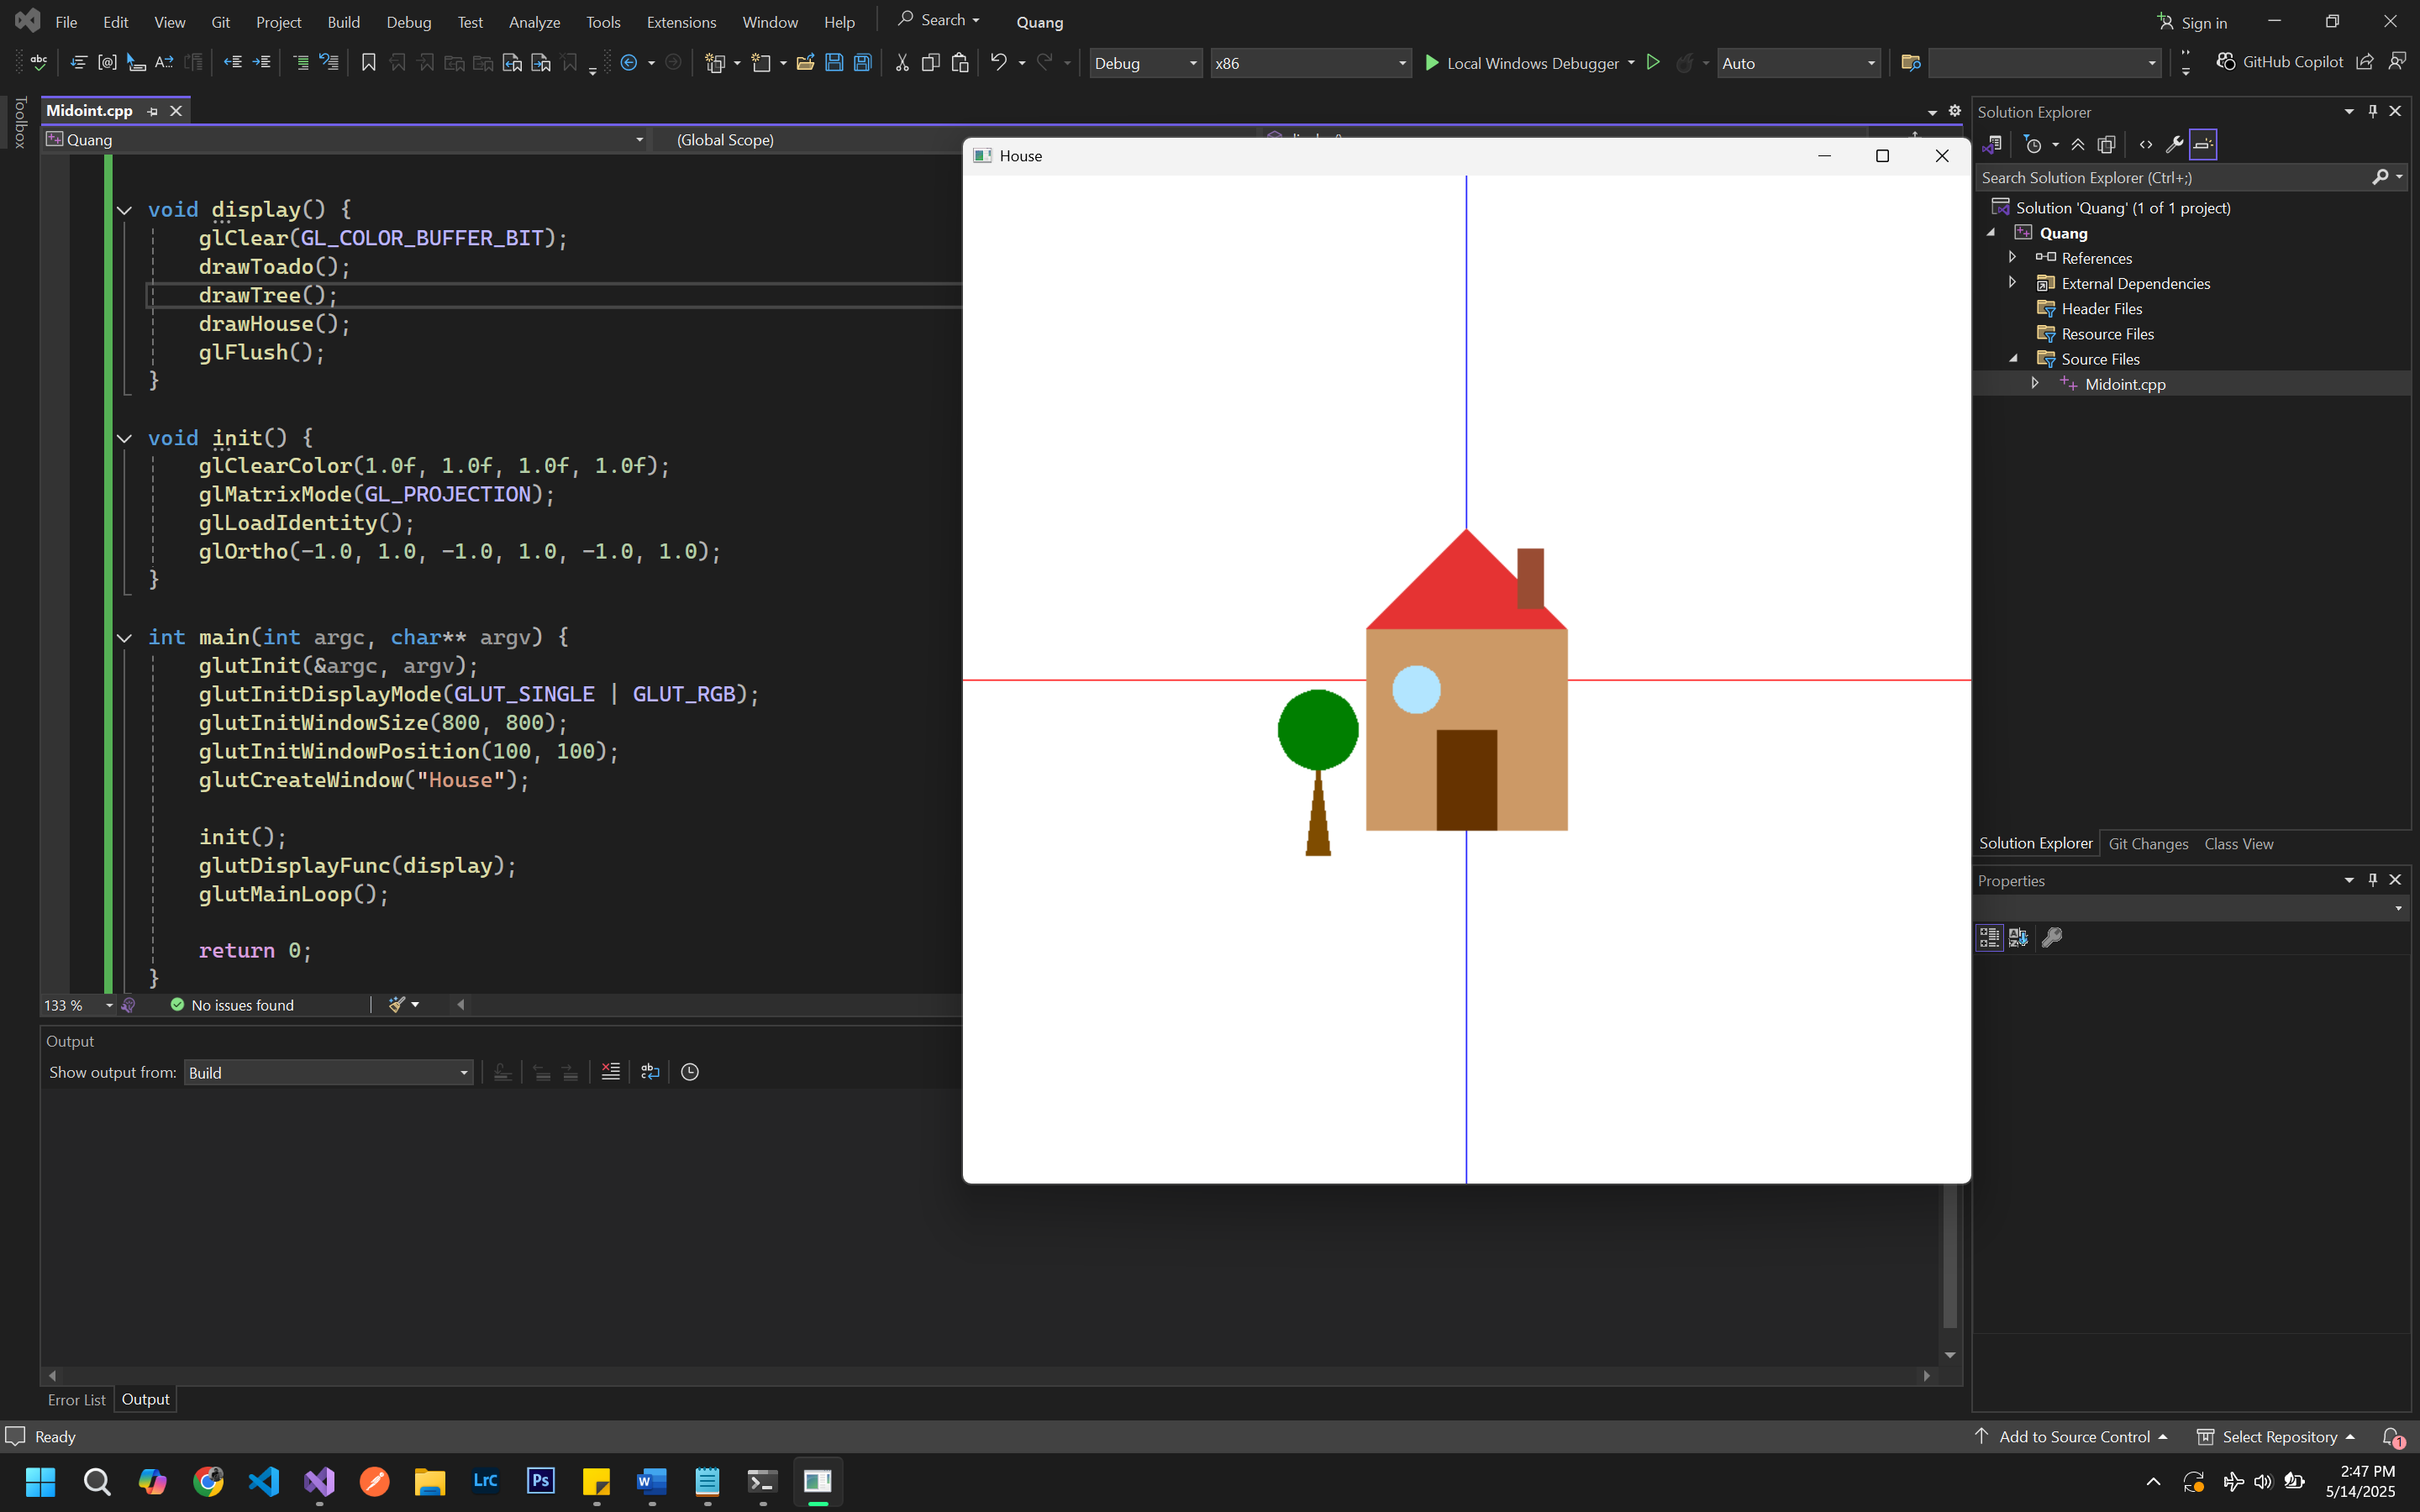 File Edit View Git Project Build Debug Test Analyze Tools Extensions Window Help Search Quang Sign in
Debug x86 Local Windows Debugger Auto GitHub Copilot
Toolbox
Midoint.cpp
Quang (Global Scope)
void display() {
glClear(GL_COLOR_BUFFER_BIT);
drawToado();
drawTree();
drawHouse();
glFlush();
}
void init() {
glClearColor(1.0f, 1.0f, 1.0f, 1.0f);
glMatrixMode(GL_PROJECTION);
glLoadIdentity();
glOrtho(-1.0, 1.0, -1.0, 1.0, -1.0, 1.0);
}
int main(int argc, char** argv) {
glutInit(&argc, argv);
glutInitDisplayMode(GLUT_SINGLE | GLUT_RGB);
glutInitWindowSize(800, 800);
glutInitWindowPosition(100, 100);
glutCreateWindow("House");
init();
glutDisplayFunc(display);
glutMainLoop();
return 0;
}
133 % No issues found
House
Solution Explorer
Search Solution Explorer (Ctrl+;)
Solution 'Quang' (1 of 1 project)
Quang
References
External Dependencies
Header Files
Resource Files
Source Files
Midoint.cpp
Solution Explorer Git Changes Class View
Properties
Output
Show output from: Build
Error List Output
Ready Add to Source Control Select Repository 1
LrC Ps W
2:47 PM
5/14/2025